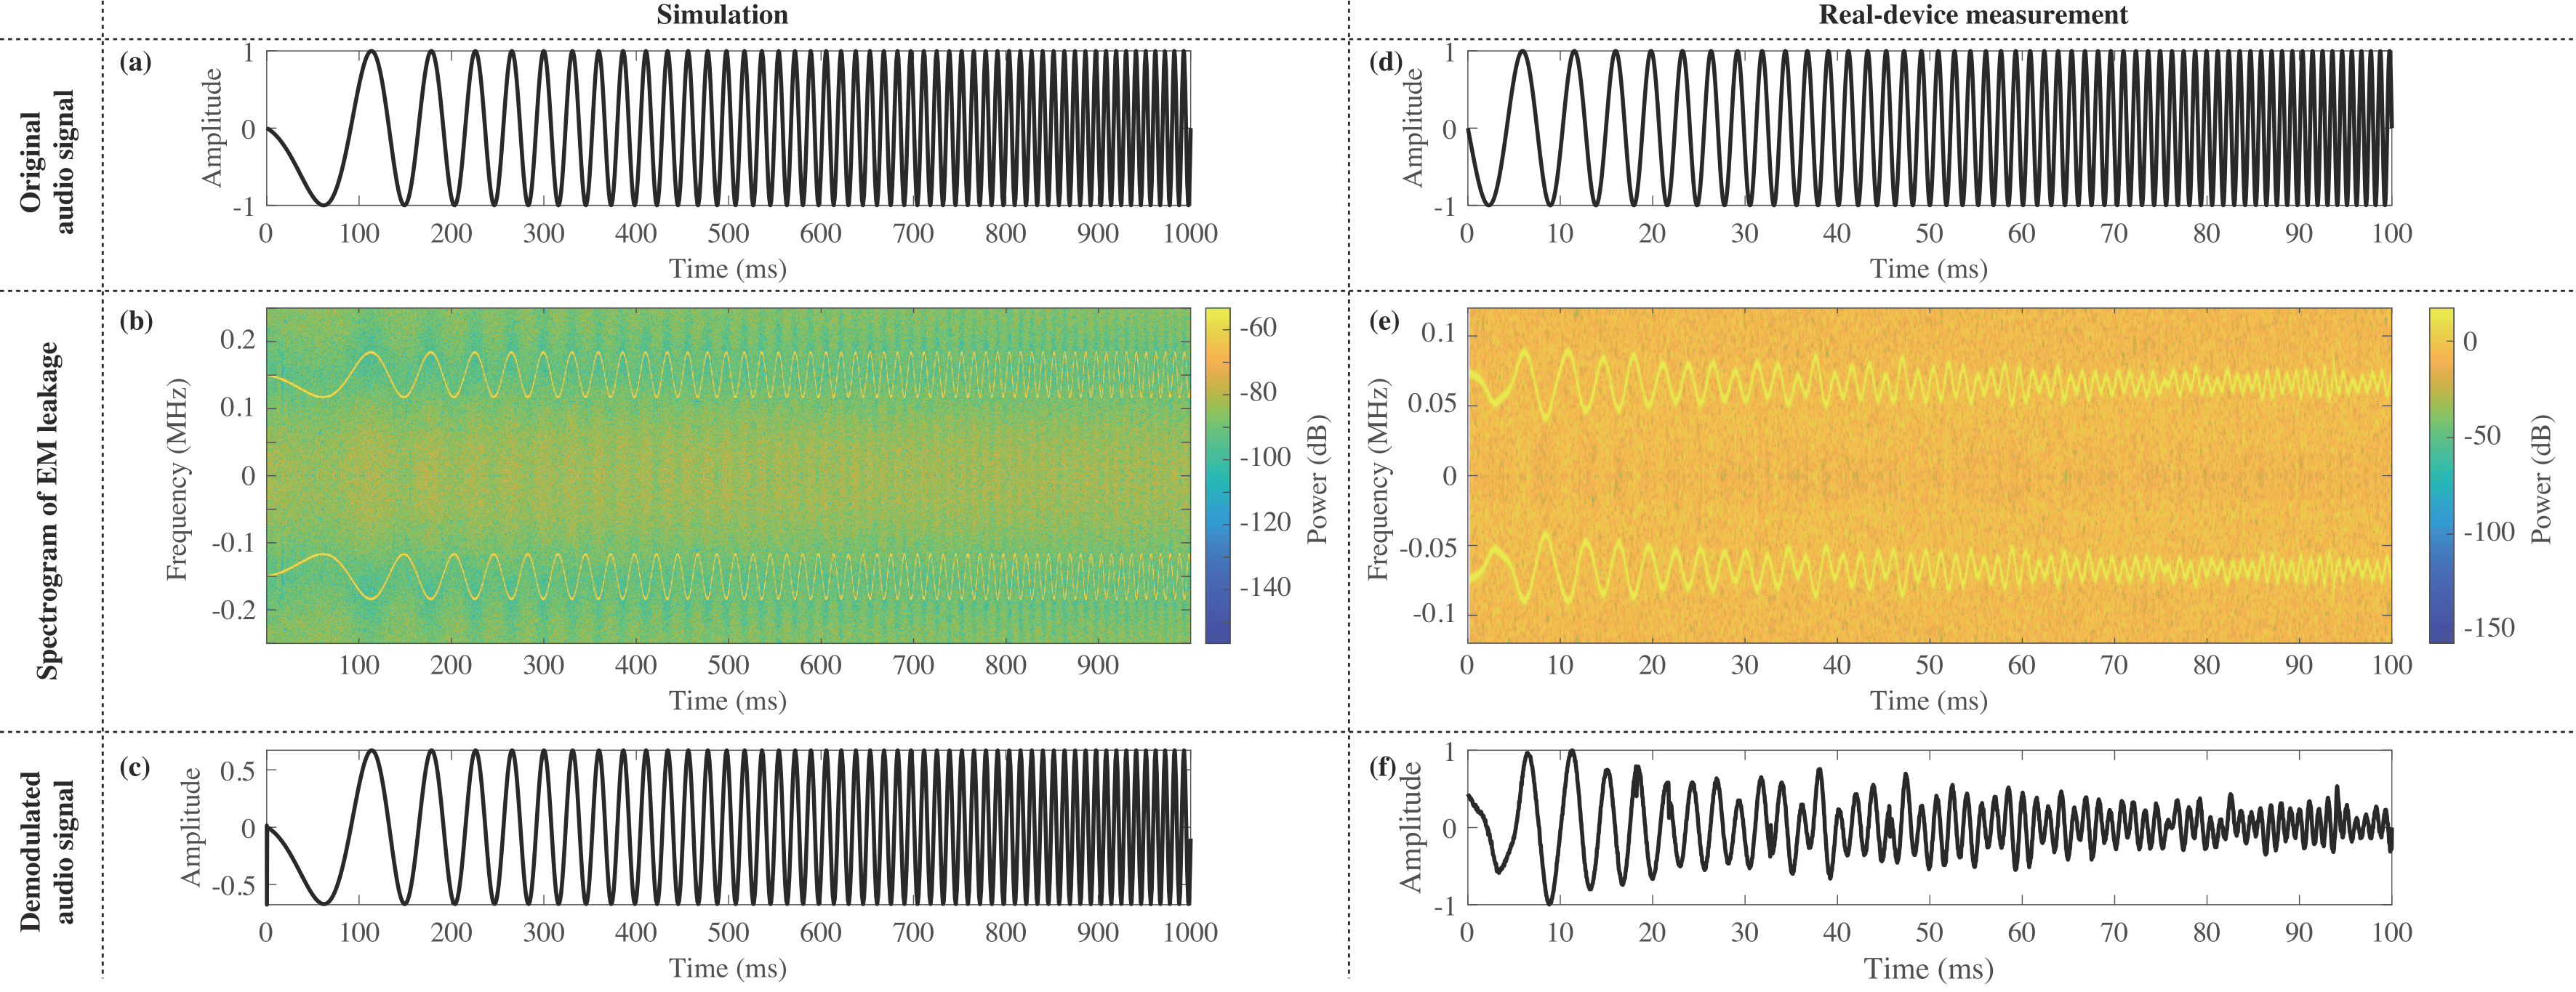 Simulation
Real-device measurement
Original
audio signal
(a)
Amplitude
1
0
-1
0 100 200 300 400 500 600 700 800 900 1000
Time (ms)
(d)
Amplitude
1
0
-1
0 10 20 30 40 50 60 70 80 90 100
Time (ms)
Spectrogram of EM leakage
(b)
Frequency (MHz)
0.2
0.1
0
-0.1
-0.2
100 200 300 400 500 600 700 800 900
Time (ms)
-60
-80
-100
-120
-140
Power (dB)
(e)
Frequency (MHz)
0.1
0.05
0
-0.05
-0.1
0 10 20 30 40 50 60 70 80 90 100
Time (ms)
0
-50
-100
-150
Power (dB)
Demodulated
audio signal
(c)
Amplitude
0.5
0
-0.5
0 100 200 300 400 500 600 700 800 900 1000
Time (ms)
(f)
Amplitude
1
0
-1
0 10 20 30 40 50 60 70 80 90 100
Time (ms)